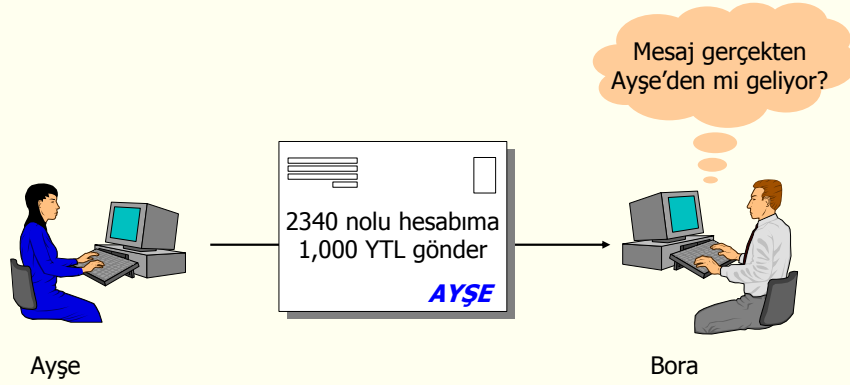 Mesaj gerçekten
Ayşe’den mi geliyor?
2340 nolu hesabıma
1,000 YTL gönder
AYŞE
Ayşe
Bora